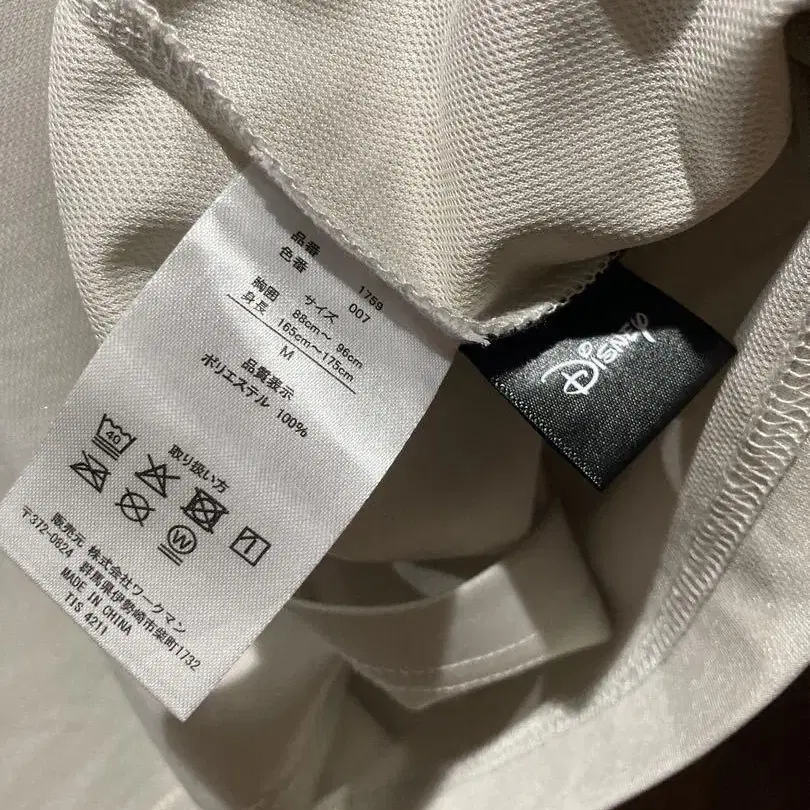 品番 1759
色番 007
サイズ M
胸囲 88cm～ 96cm
身長 165cm～175cm
品質表示
ポリエステル 100%
取り扱い方
40
W
販売元 株式会社ワークマン
〒372-0824 群馬県伊勢崎市柴町1732
MADE IN CHINA
TIS 4211
Disney